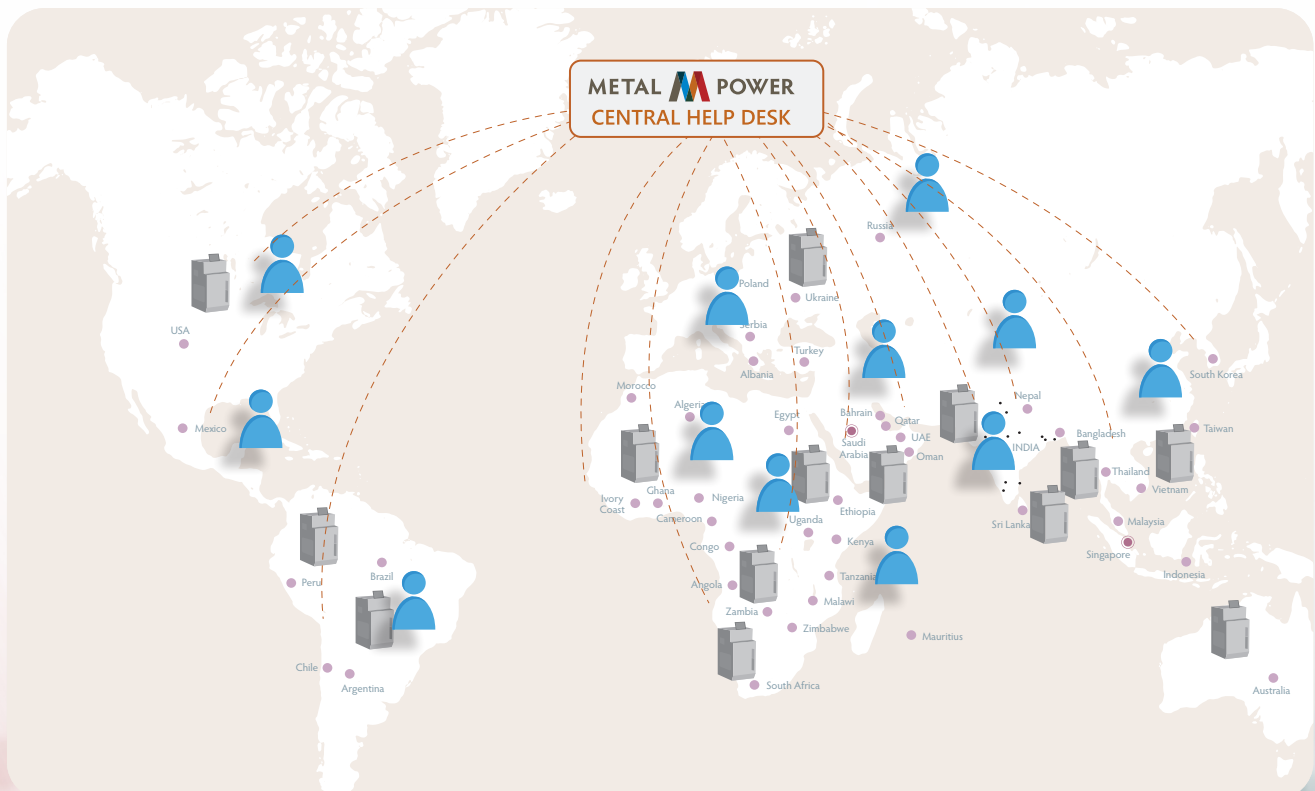 METAL POWER
CENTRAL HELP DESK
Russia
Poland
Ukraine
Serbia
USA
Turkey
Albania
South Korea
Morocco
Nepal
Algeria
Egypt
Bahrain
Qatar
Mexico
Taiwan
Bangladesh
UAE
Saudi
Arabia
INDIA
Oman
Thailand
Ghana
Vietnam
Ivory
Coast
Nigeria
Ethiopia
Cameroon
Uganda
Sri Lanka
Malaysia
Kenya
Congo
Singapore
Brazil
Tanzania
Indonesia
Peru
Angola
Malawi
Zambia
Zimbabwe
Mauritius
Chile
South Africa
Argentina
Australia